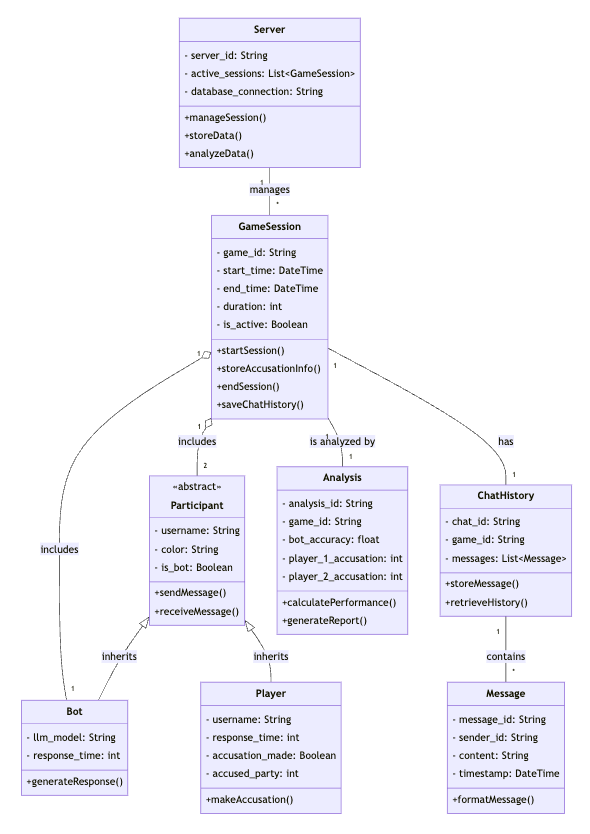 Server
- server_id: String
- active_sessions: List<GameSession>
- database_connection: String
+manageSession()
+storeData()
+analyzeData()
1
manages
*
GameSession
- game_id: String
- start_time: DateTime
- end_time: DateTime
- duration: int
- is_active: Boolean
+startSession()
+storeAccusationInfo()
+endSession()
+saveChatHistory()
1
1
1
includes
2
1
is analyzed by
1
has
1
«abstract»
Participant
- username: String
- color: String
- is_bot: Boolean
+sendMessage()
+receiveMessage()
Analysis
- analysis_id: String
- game_id: String
- bot_accuracy: float
- player_1_accusation: int
- player_2_accusation: int
+calculatePerformance()
+generateReport()
ChatHistory
- chat_id: String
- game_id: String
- messages: List<Message>
+storeMessage()
+retrieveHistory()
includes
1
inherits
inherits
1
contains
*
Bot
- llm_model: String
- response_time: int
+generateResponse()
Player
- username: String
- response_time: int
- accusation_made: Boolean
- accused_party: int
+makeAccusation()
Message
- message_id: String
- sender_id: String
- content: String
- timestamp: DateTime
+formatMessage()